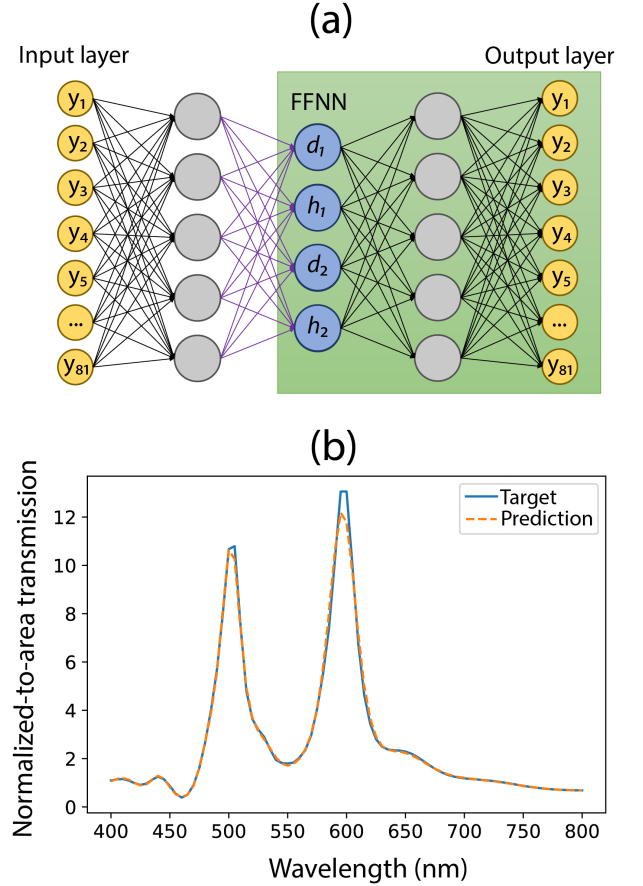 (a)
Input layer
Output layer
FFNN
y₁
y₂
y₃
y₄
y₅
...
y₈₁
d₁
h₁
d₂
h₂
y₁
y₂
y₃
y₄
y₅
...
y₈₁
(b)
Normalized-to-area transmission
12
10
8
6
4
2
0
Target
Prediction
400 450 500 550 600 650 700 750 800
Wavelength (nm)